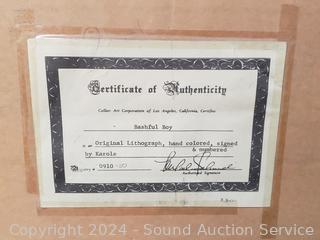 Certificate of Authenticity
Collier Art Corporation of Los Angeles, California, Certifies
Bashful Boy
Original Lithograph, hand colored, signed
& numbered
by Karole
0910
Authorized Signature
Copyright © 2024 - Sound Auction Service